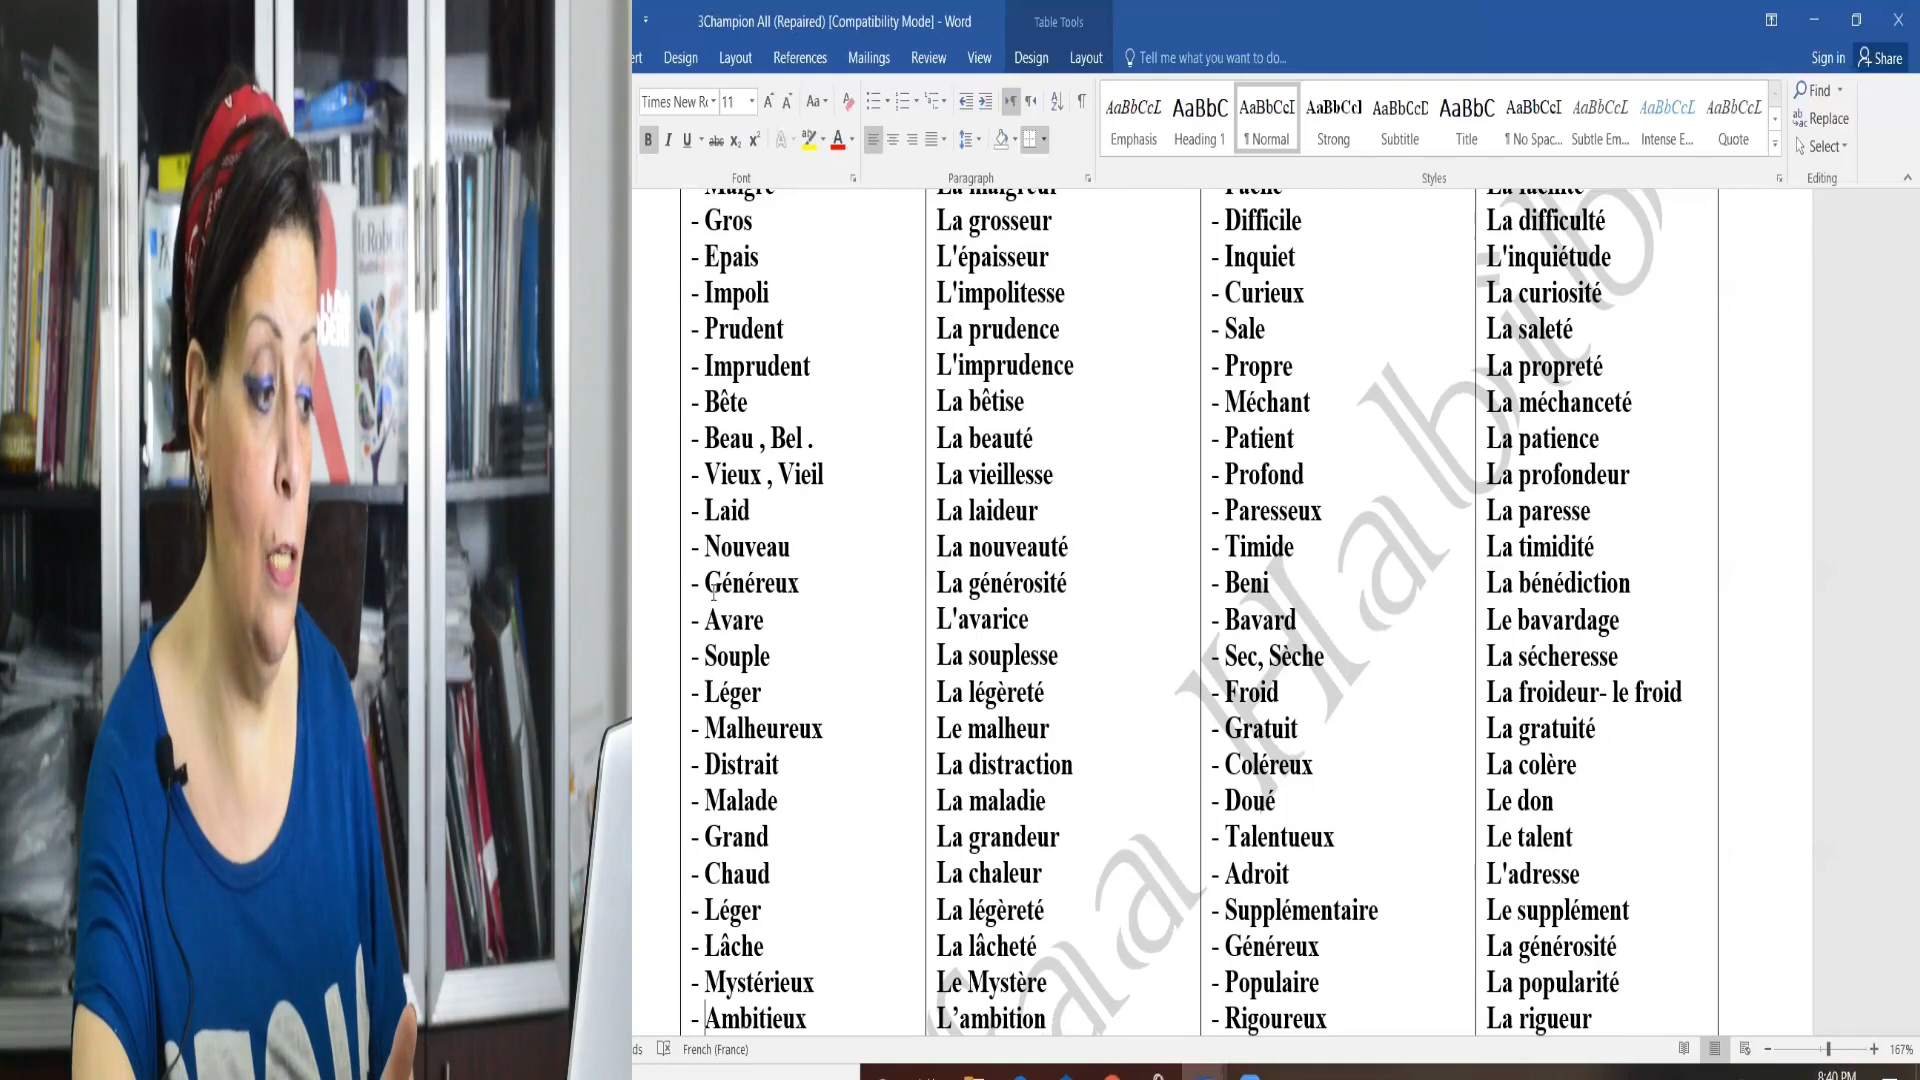 3Champion All (Repaired) [Compatibility Mode] - Word
Table Tools
Design
Layout
References
Mailings
Review
View
Design
Layout
Tell me what you want to do...
Sign in
Share
Times New R
11
Find
Replace
Select
AaBbCcL AaBbC AaBbCcI AaBbCcI AaBbCcD AaBbC AaBbCcI AaBbCcL AaBbCcL AaBbCcL
Emphasis Heading 1 ¶ Normal Strong Subtitle Title ¶ No Spac... Subtle Em... Intense E... Quote
Font
Paragraph
Styles
Editing
- Gros La grosseur - Difficile La difficulté
- Epais L'épaisseur - Inquiet L'inquiétude
- Impoli L'impolitesse - Curieux La curiosité
- Prudent La prudence - Sale La saleté
- Imprudent L'imprudence - Propre La propreté
- Bête La bêtise - Méchant La méchanceté
- Beau , Bel . La beauté - Patient La patience
- Vieux , Vieil La vieillesse - Profond La profondeur
- Laid La laideur - Paresseux La paresse
- Nouveau La nouveauté - Timide La timidité
- Généreux La générosité - Beni La bénédiction
- Avare L'avarice - Bavard Le bavardage
- Souple La souplesse - Sec, Sèche La sécheresse
- Léger La légèreté - Froid La froideur- le froid
- Malheureux Le malheur - Gratuit La gratuité
- Distrait La distraction - Coléreux La colère
- Malade La maladie - Doué Le don
- Grand La grandeur - Talentueux Le talent
- Chaud La chaleur - Adroit L'adresse
- Léger La légèreté - Supplémentaire Le supplément
- Lâche La lâcheté - Généreux La générosité
- Mystérieux Le Mystère - Populaire La popularité
- Ambitieux L’ambition - Rigoureux La rigueur
French (France)
167%
8:40 PM